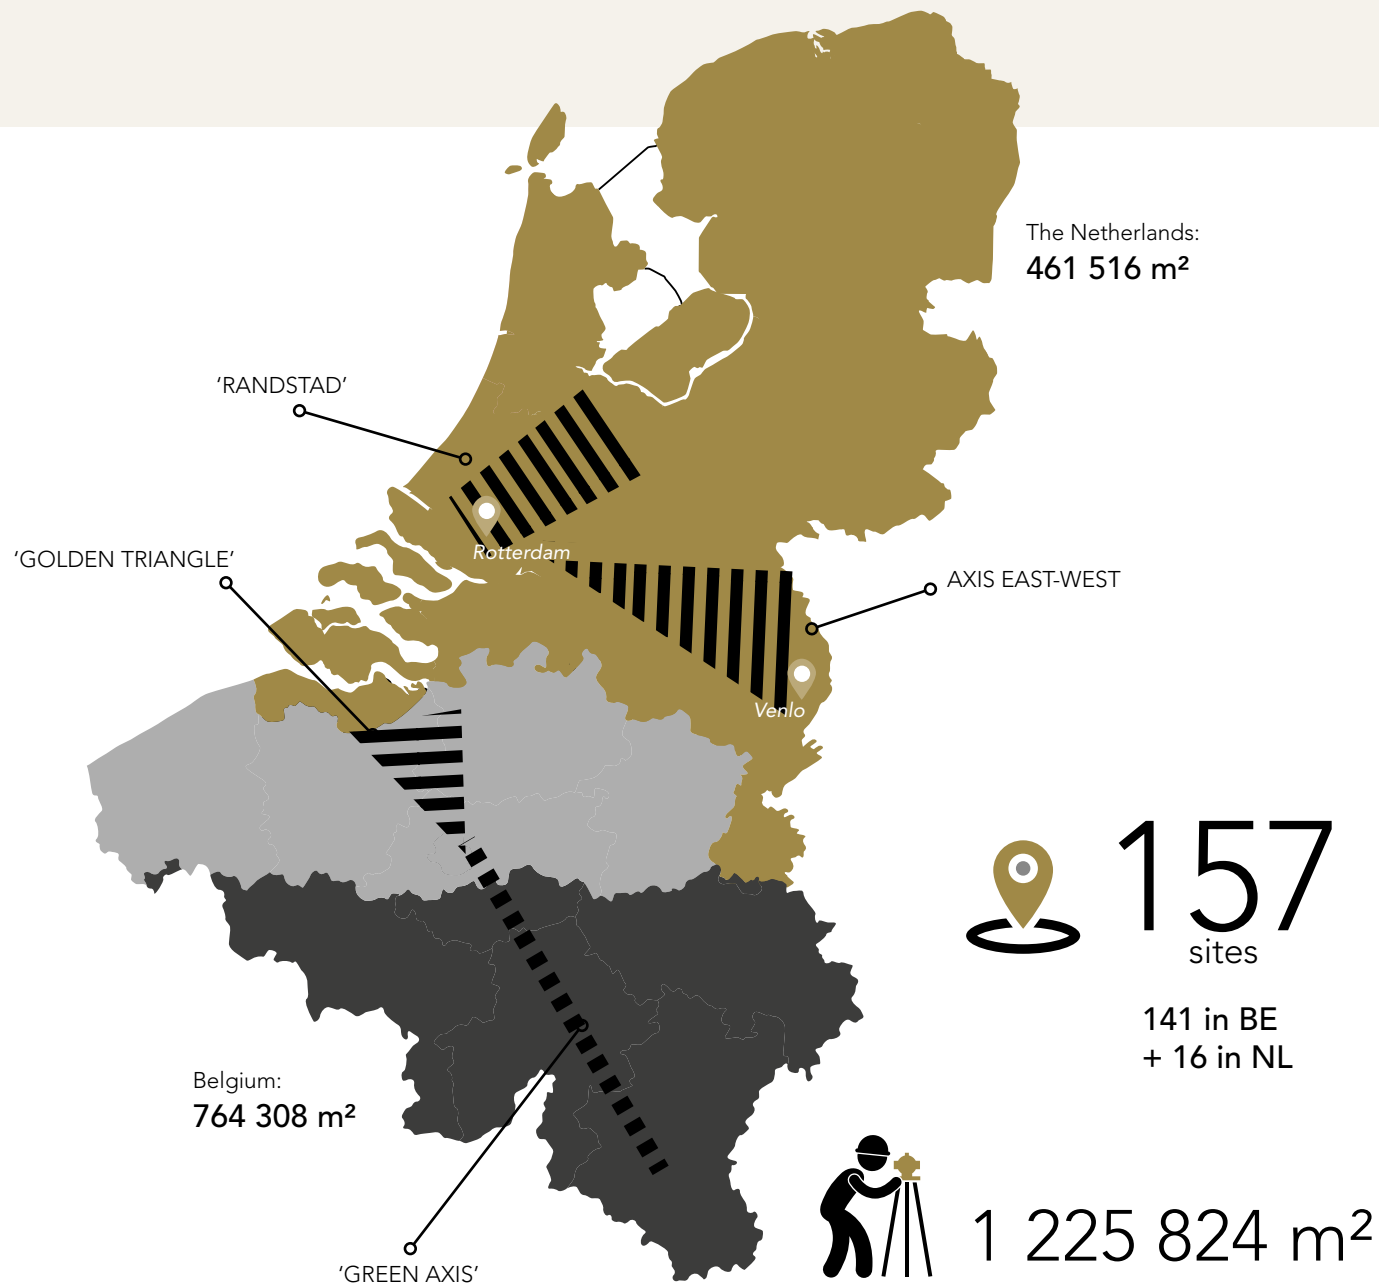 The Netherlands:
461 516 m²
‘RANDSTAD’
Rotterdam
‘GOLDEN TRIANGLE’
AXIS EAST-WEST
Venlo
157
sites
141 in BE
+ 16 in NL
Belgium:
764 308 m²
1 225 824 m²
‘GREEN AXIS’